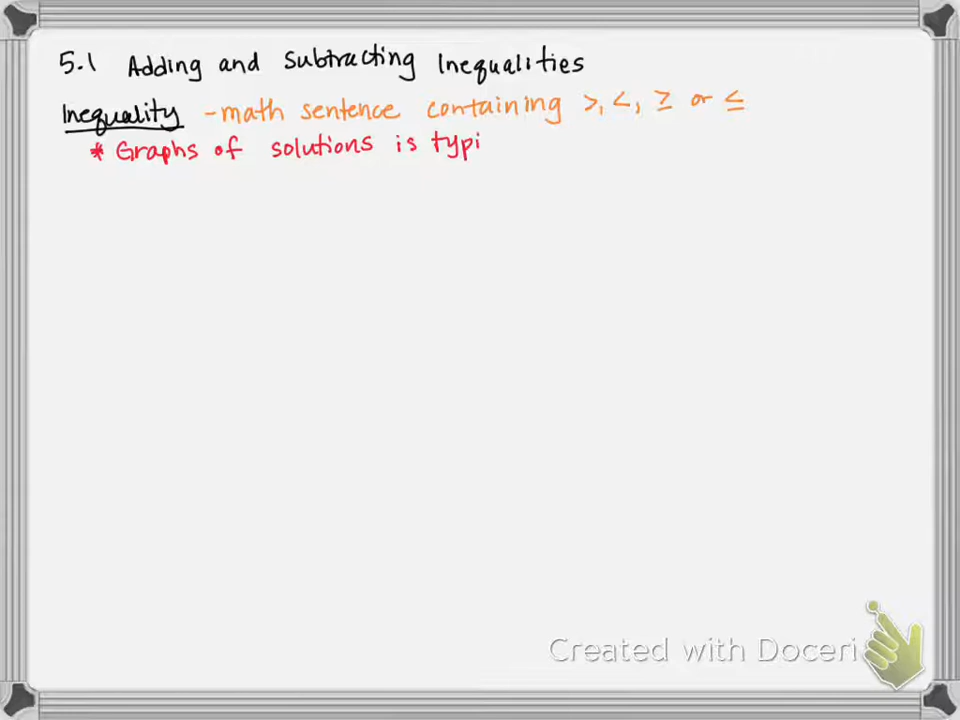 5.1 Adding and Subtracting Inequalities
Inequality - math sentence containing >, <, ≥ or ≤
* Graphs of solutions is typi
Created with Doceri